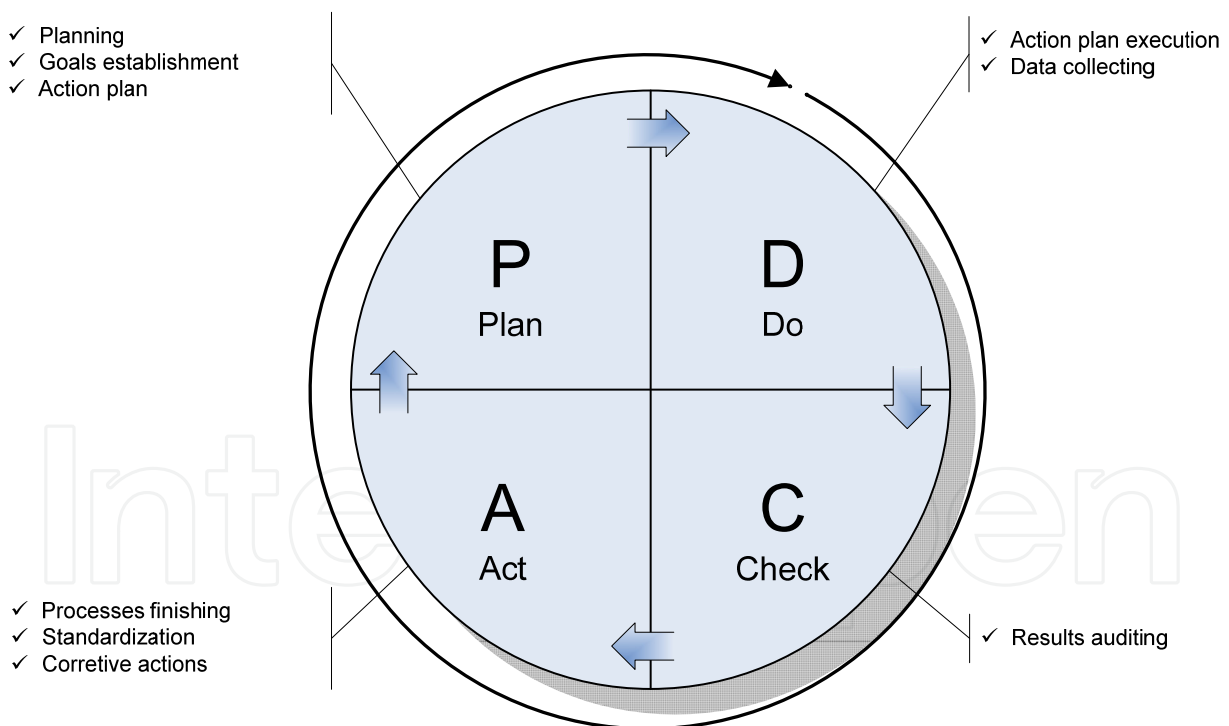 ✓ Planning
✓ Goals establishment
✓ Action plan
✓ Action plan execution
✓ Data collecting
P
Plan
D
Do
A
Act
C
Check
✓ Processes finishing
✓ Standardization
✓ Corretive actions
✓ Results auditing